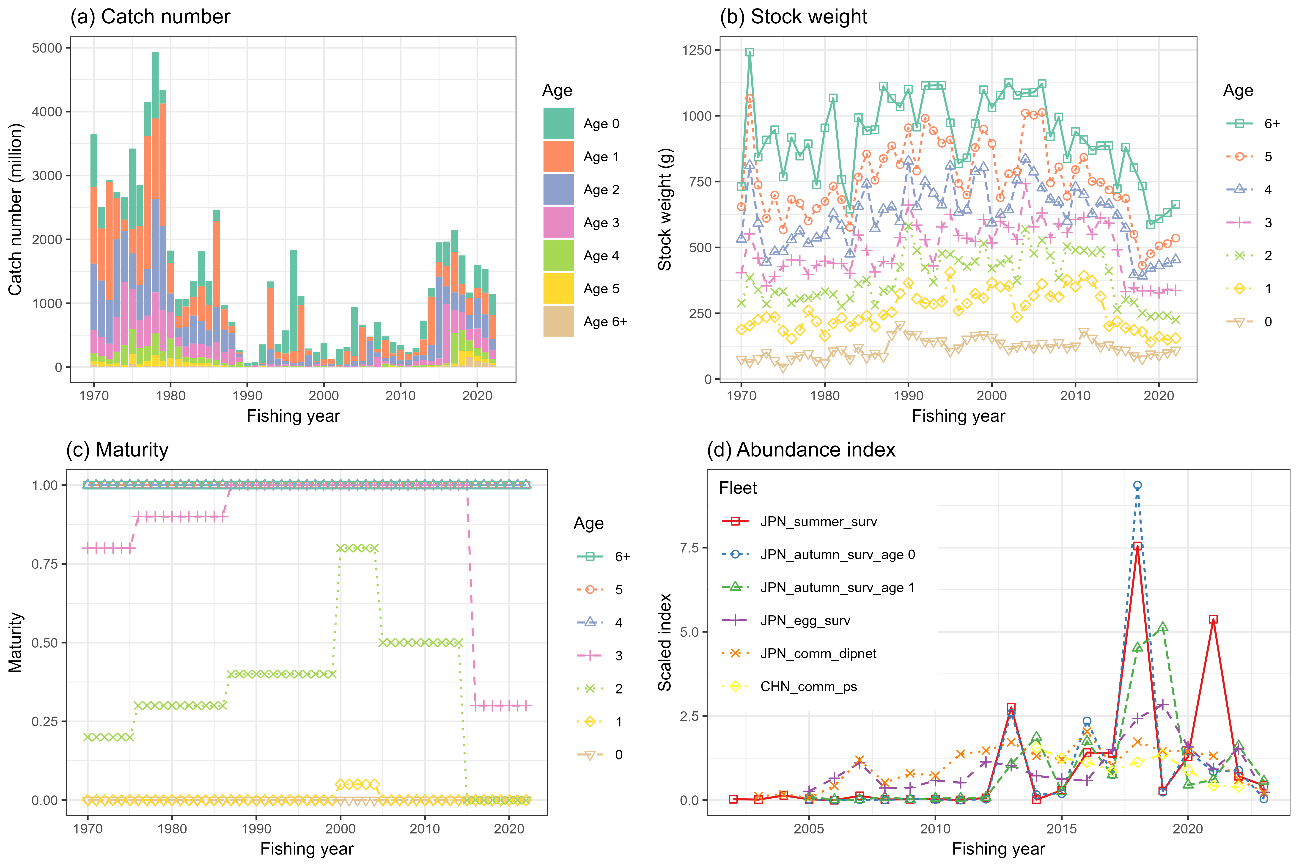 (a) Catch number
Catch number (million)
5000
4000
3000
2000
1000
0
1970
1980
1990
2000
2010
2020
Fishing year
Age
Age 0
Age 1
Age 2
Age 3
Age 4
Age 5
Age 6+
(b) Stock weight
Stock weight (g)
1250
1000
750
500
250
0
1970
1980
1990
2000
2010
2020
Fishing year
Age
6+
5
4
3
2
1
0
(c) Maturity
Maturity
1.00
0.75
0.50
0.25
0.00
1970
1980
1990
2000
2010
2020
Fishing year
Age
6+
5
4
3
2
1
0
(d) Abundance index
Scaled index
7.5
5.0
2.5
0.0
2005
2010
2015
2020
Fishing year
Fleet
JPN_summer_surv
JPN_autumn_surv_age 0
JPN_autumn_surv_age 1
JPN_egg_surv
JPN_comm_dipnet
CHN_comm_ps